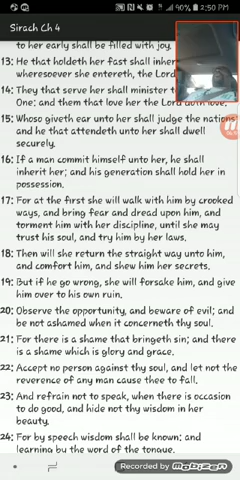 Sirach Ch 4
90%
2:50 PM
to her early shall be filled with joy.
13: He that holdeth her fast shall inher
wheresoever she entereth, the Lord
14: They that serve her shall minister t
One: and them that love her the Lord doth love.
15: Whoso giveth ear unto her shall judge the nations
and he that attendeth unto her shall dwell
securely.
16: If a man commit himself unto her, he shall
inherit her; and his generation shall hold her in
possession.
17: For at the first she will walk with him by crooked
ways, and bring fear and dread upon him, and
torment him with her discipline, until she may
trust his soul, and try him by her laws.
18: Then will she return the straight way unto him,
and comfort him, and shew him her secrets.
19: But if he go wrong, she will forsake him, and give
him over to his own ruin.
20: Observe the opportunity, and beware of evil; and
be not ashamed when it concerneth thy soul.
21: For there is a shame that bringeth sin; and there
is a shame which is glory and grace.
22: Accept no person against thy soul, and let not the
reverence of any man cause thee to fall.
23: And refrain not to speak, when there is occasion
to do good, and hide not thy wisdom in her
beauty.
24: For by speech wisdom shall be known: and
learning by the word of the tongue.
Recorded by mobizen